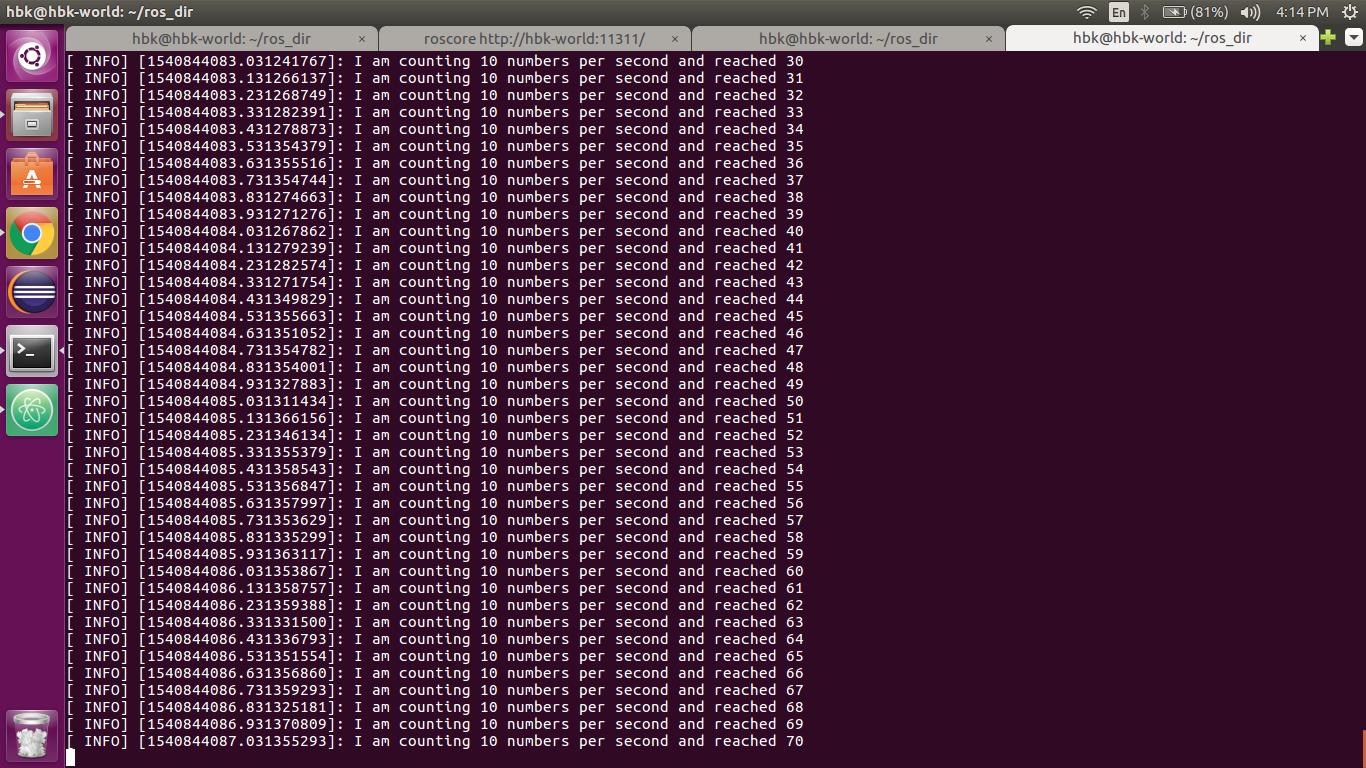 hbk@hbk-world: ~/ros_dir
En
(81%)
4:14 PM
hbk@hbk-world: ~/ros_dir ×
roscore http://hbk-world:11311/ ×
hbk@hbk-world: ~/ros_dir ×
hbk@hbk-world: ~/ros_dir ×
[ INFO] [1540844083.031241767]: I am counting 10 numbers per second and reached 30
[ INFO] [1540844083.131266137]: I am counting 10 numbers per second and reached 31
[ INFO] [1540844083.231268749]: I am counting 10 numbers per second and reached 32
[ INFO] [1540844083.331282391]: I am counting 10 numbers per second and reached 33
[ INFO] [1540844083.431278873]: I am counting 10 numbers per second and reached 34
[ INFO] [1540844083.531354379]: I am counting 10 numbers per second and reached 35
[ INFO] [1540844083.631355516]: I am counting 10 numbers per second and reached 36
[ INFO] [1540844083.731354744]: I am counting 10 numbers per second and reached 37
[ INFO] [1540844083.831274663]: I am counting 10 numbers per second and reached 38
[ INFO] [1540844083.931271276]: I am counting 10 numbers per second and reached 39
[ INFO] [1540844084.031267862]: I am counting 10 numbers per second and reached 40
[ INFO] [1540844084.131279239]: I am counting 10 numbers per second and reached 41
[ INFO] [1540844084.231282574]: I am counting 10 numbers per second and reached 42
[ INFO] [1540844084.331271754]: I am counting 10 numbers per second and reached 43
[ INFO] [1540844084.431349829]: I am counting 10 numbers per second and reached 44
[ INFO] [1540844084.531355663]: I am counting 10 numbers per second and reached 45
[ INFO] [1540844084.631351052]: I am counting 10 numbers per second and reached 46
[ INFO] [1540844084.731354782]: I am counting 10 numbers per second and reached 47
[ INFO] [1540844084.831354001]: I am counting 10 numbers per second and reached 48
[ INFO] [1540844084.931327883]: I am counting 10 numbers per second and reached 49
[ INFO] [1540844085.031311434]: I am counting 10 numbers per second and reached 50
[ INFO] [1540844085.131366156]: I am counting 10 numbers per second and reached 51
[ INFO] [1540844085.231346134]: I am counting 10 numbers per second and reached 52
[ INFO] [1540844085.331355379]: I am counting 10 numbers per second and reached 53
[ INFO] [1540844085.431358543]: I am counting 10 numbers per second and reached 54
[ INFO] [1540844085.531356847]: I am counting 10 numbers per second and reached 55
[ INFO] [1540844085.631357997]: I am counting 10 numbers per second and reached 56
[ INFO] [1540844085.731353629]: I am counting 10 numbers per second and reached 57
[ INFO] [1540844085.831335299]: I am counting 10 numbers per second and reached 58
[ INFO] [1540844085.931363117]: I am counting 10 numbers per second and reached 59
[ INFO] [1540844086.031353867]: I am counting 10 numbers per second and reached 60
[ INFO] [1540844086.131358757]: I am counting 10 numbers per second and reached 61
[ INFO] [1540844086.231359388]: I am counting 10 numbers per second and reached 62
[ INFO] [1540844086.331331500]: I am counting 10 numbers per second and reached 63
[ INFO] [1540844086.431336793]: I am counting 10 numbers per second and reached 64
[ INFO] [1540844086.531351554]: I am counting 10 numbers per second and reached 65
[ INFO] [1540844086.631356860]: I am counting 10 numbers per second and reached 66
[ INFO] [1540844086.731359293]: I am counting 10 numbers per second and reached 67
[ INFO] [1540844086.831325181]: I am counting 10 numbers per second and reached 68
[ INFO] [1540844086.931370809]: I am counting 10 numbers per second and reached 69
[ INFO] [1540844087.031355293]: I am counting 10 numbers per second and reached 70